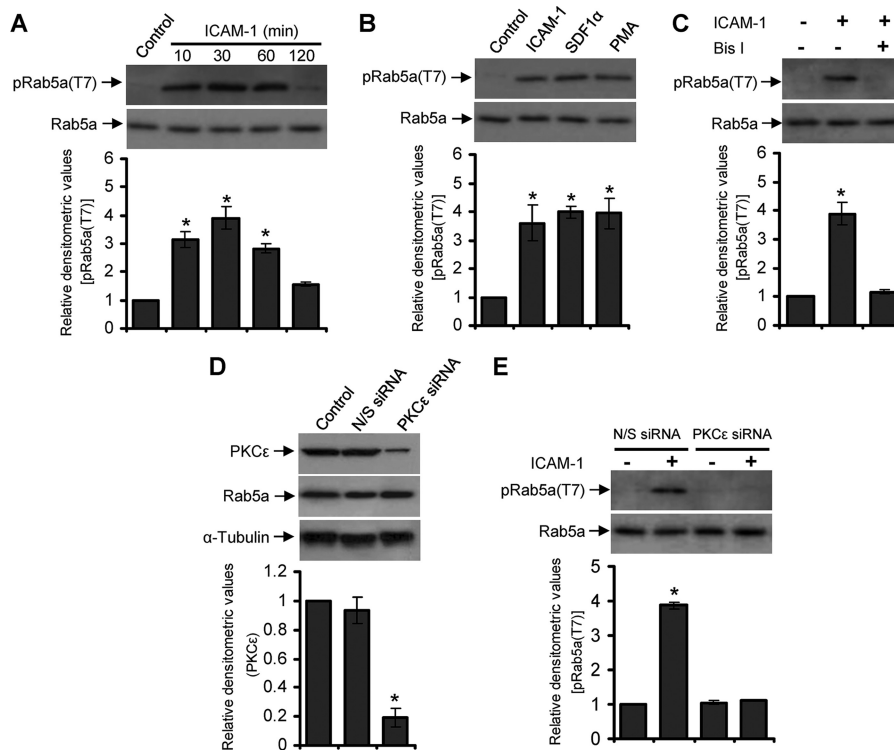 A
Control
ICAM-1 (min)
10 30 60 120
pRab5a(T7)
Rab5a
Relative densitometric values
[pRab5a(T7)]
6
5
4
3
2
1
0
* * *
B
Control
ICAM-1
SDF1α
PMA
pRab5a(T7)
Rab5a
Relative densitometric values
[pRab5a(T7)]
6
5
4
3
2
1
0
* * *
C
ICAM-1 - + +
Bis I - - +
pRab5a(T7)
Rab5a
Relative densitometric values
[pRab5a(T7)]
6
5
4
3
2
1
0
*
D
Control
N/S siRNA
PKCε siRNA
PKCε
Rab5a
α-Tubulin
Relative densitometric values
(PKCε)
1.2
1
0.8
0.6
0.4
0.2
0
*
E
N/S siRNA PKCε siRNA
ICAM-1 - + - +
pRab5a(T7)
Rab5a
Relative densitometric values
[pRab5a(T7)]
5
4
3
2
1
0
*